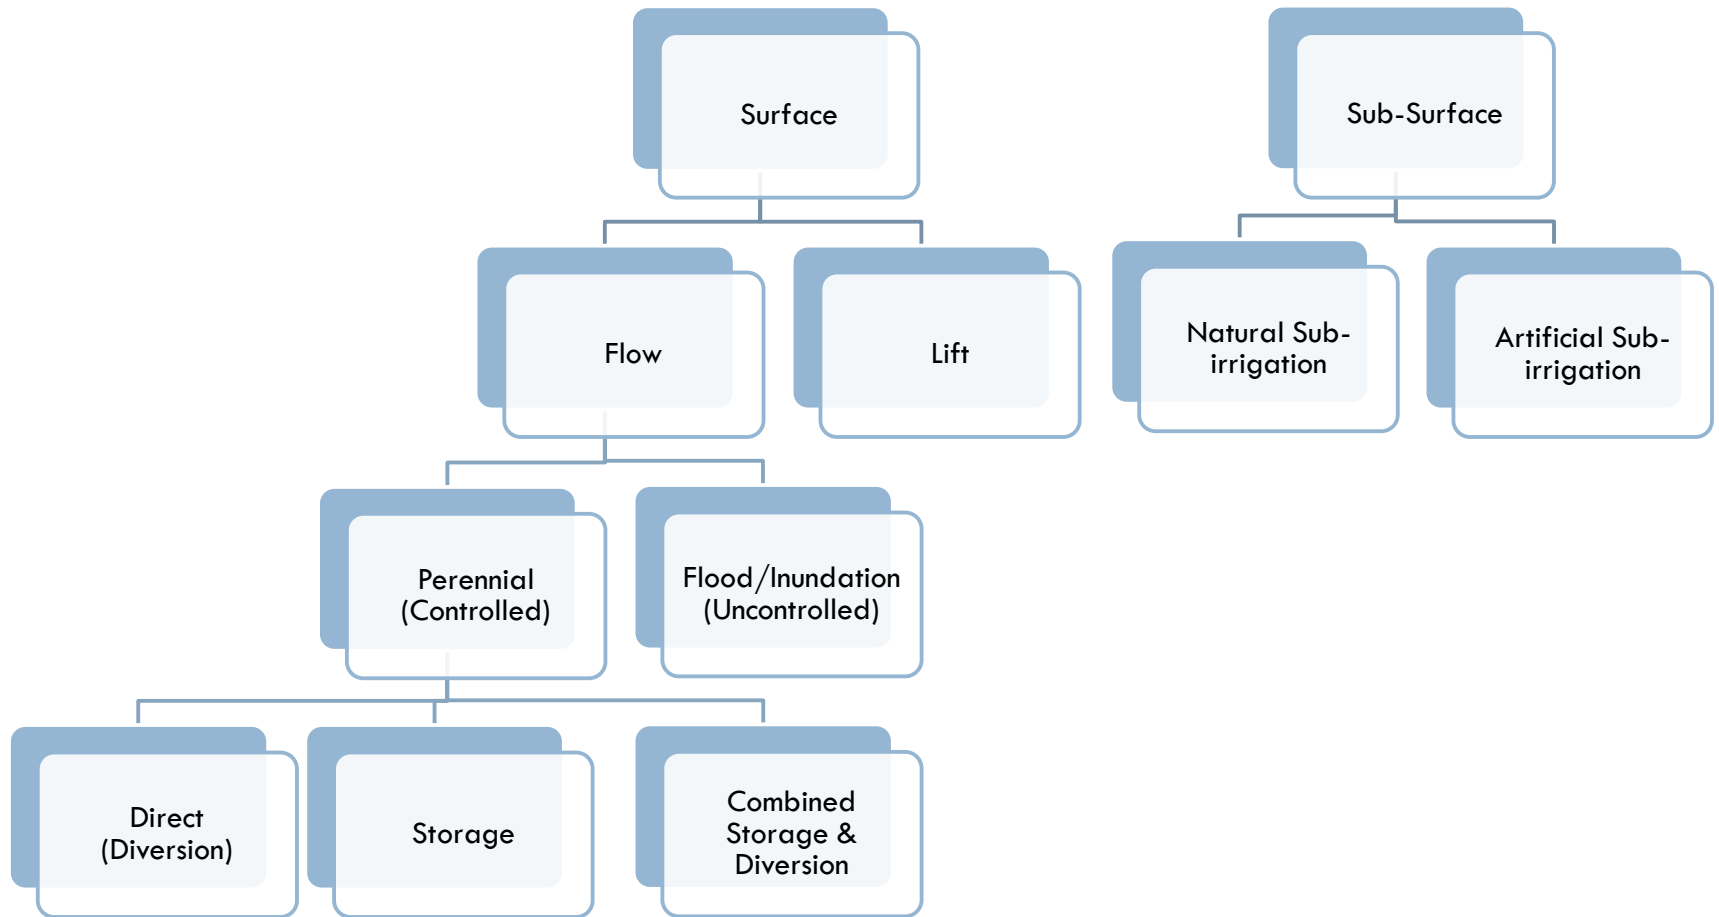 Surface
Sub-Surface
Flow
Lift
Natural Sub-
irrigation
Artificial Sub-
irrigation
Perennial
(Controlled)
Flood/Inundation
(Uncontrolled)
Direct
(Diversion)
Storage
Combined
Storage &
Diversion